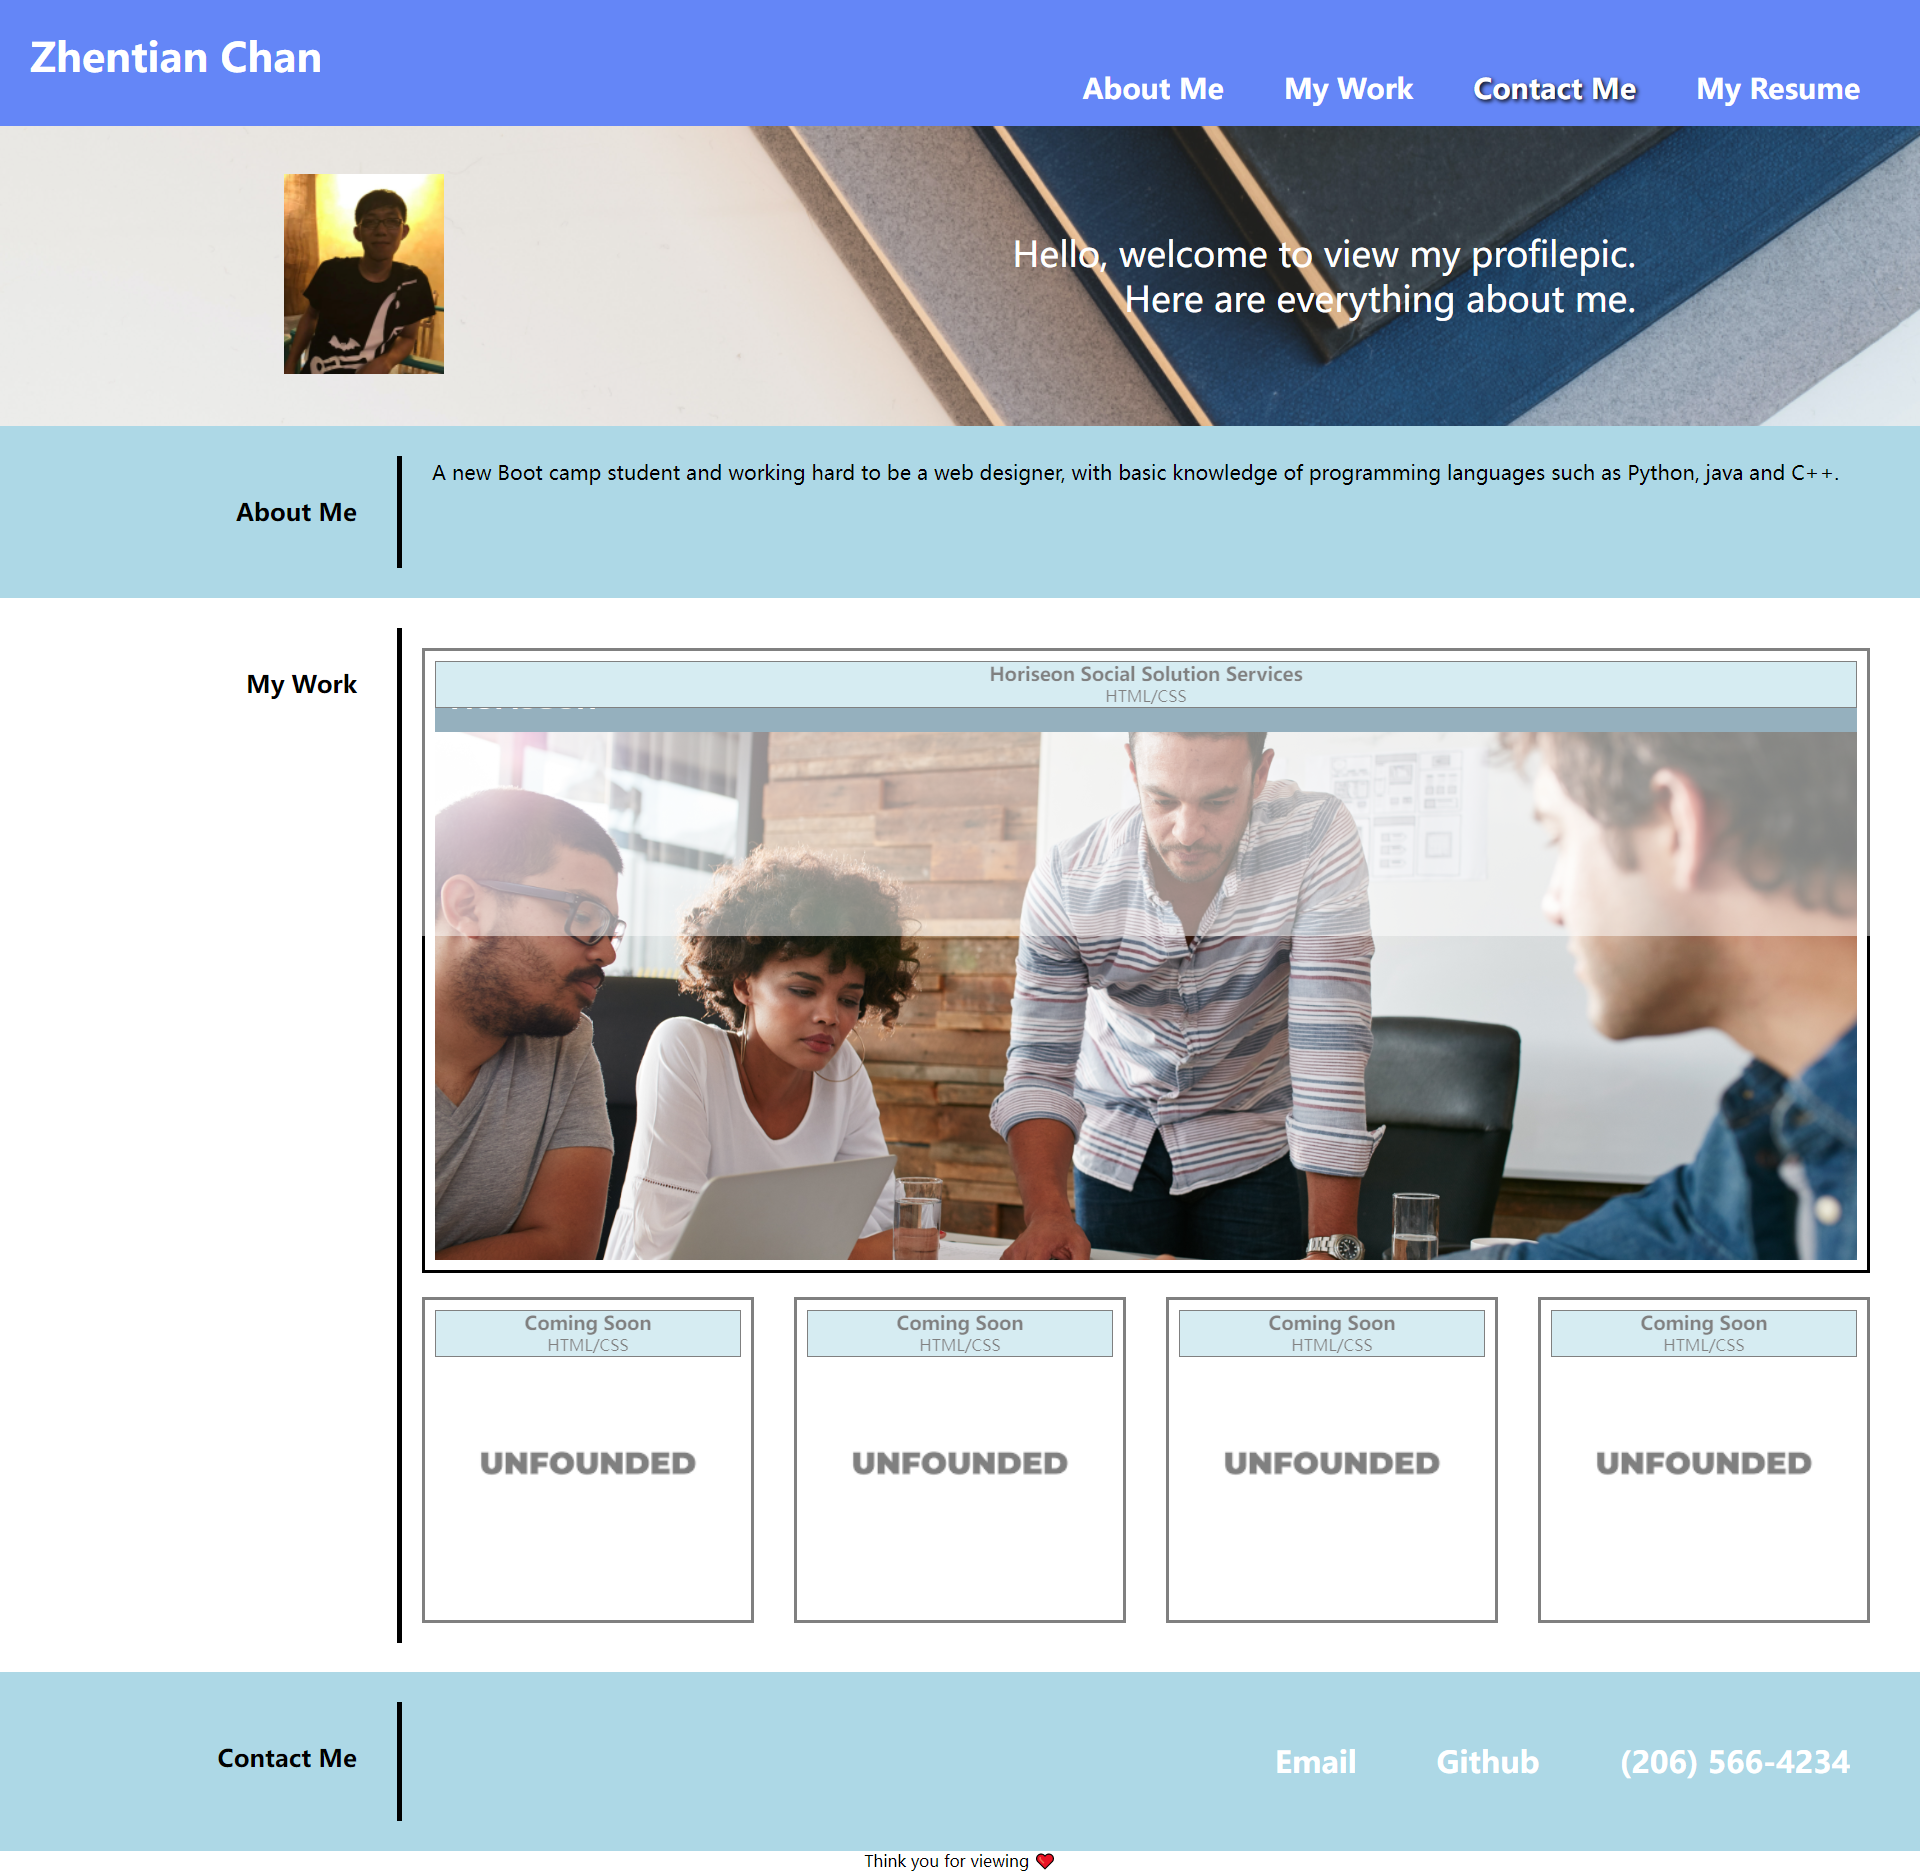 Zhentian Chan
About Me My Work Contact Me My Resume
Hello, welcome to view my profilepic.
Here are everything about me.
About Me
A new Boot camp student and working hard to be a web designer, with basic knowledge of programming languages such as Python, java and C++.
My Work
Horiseon Social Solution Services
HTML/CSS
Coming Soon
HTML/CSS
UNFOUNDED
Coming Soon
HTML/CSS
UNFOUNDED
Coming Soon
HTML/CSS
UNFOUNDED
Coming Soon
HTML/CSS
UNFOUNDED
Contact Me
Email Github (206) 566-4234
Think you for viewing ❤